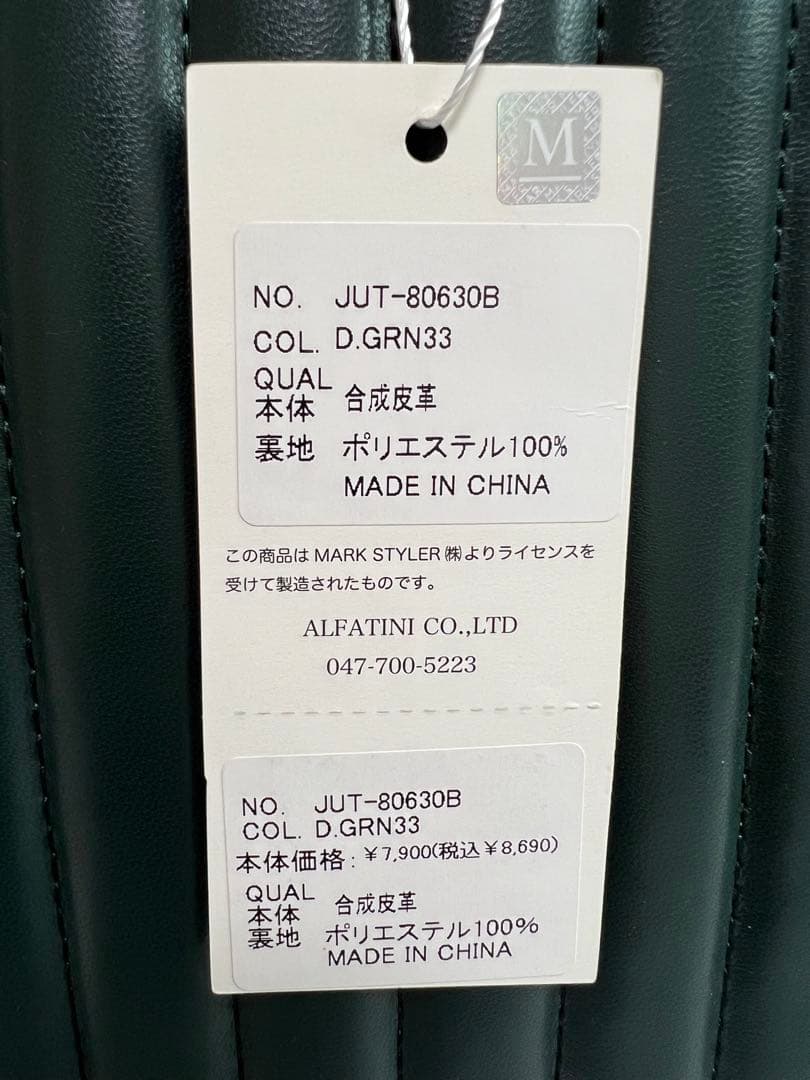 M
NO. JUT-80630B
COL. D.GRN33
QUAL
本体 合成皮革
裏地 ポリエステル100%
MADE IN CHINA
この商品は MARK STYLER ㈱よりライセンスを
受けて製造されたものです。
ALFATINI CO.,LTD
047-700-5223
NO. JUT-80630B
COL. D.GRN33
本体価格:￥7,900(税込￥8,690)
QUAL
本体 合成皮革
裏地 ポリエステル100%
MADE IN CHINA